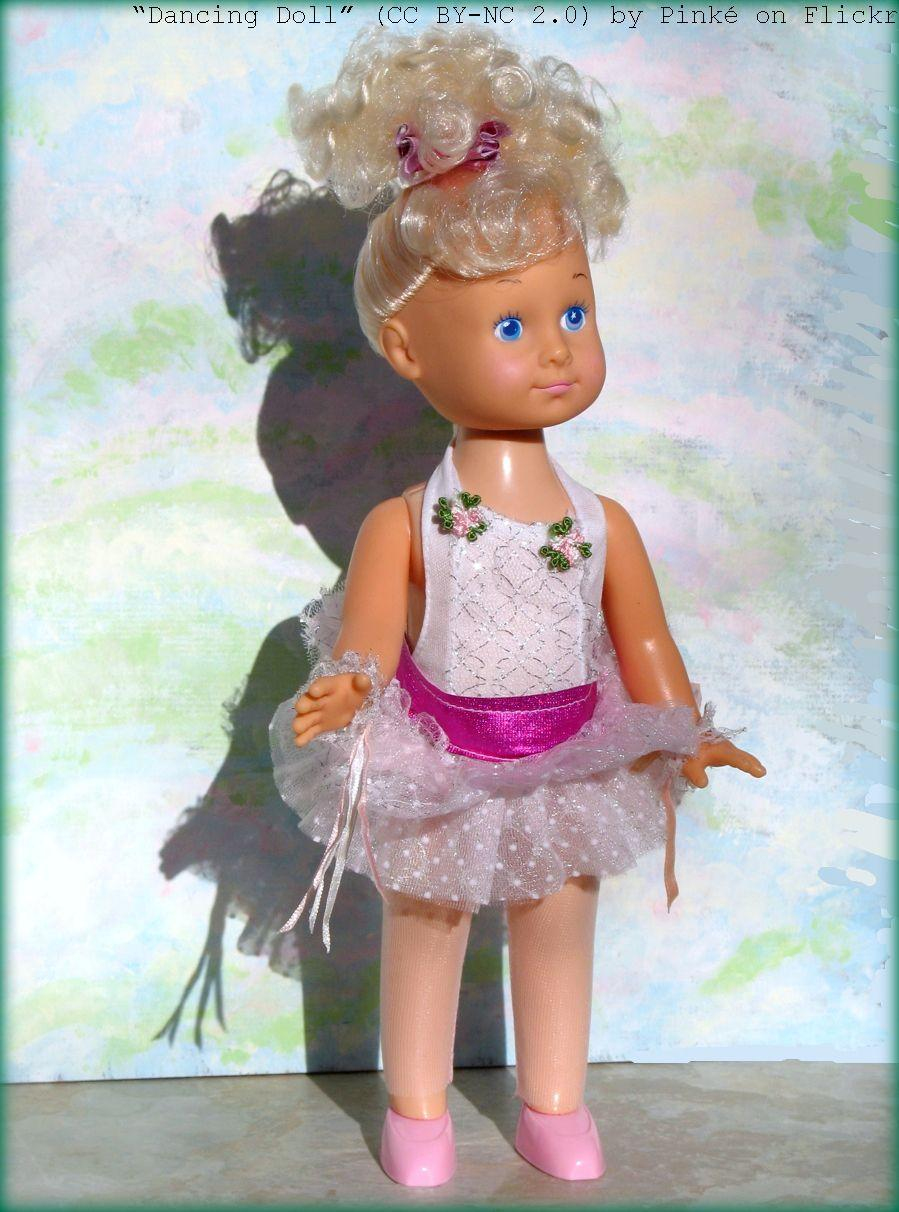 “Dancing Doll” (CC BY-NC 2.0) by Pinké on Flickr